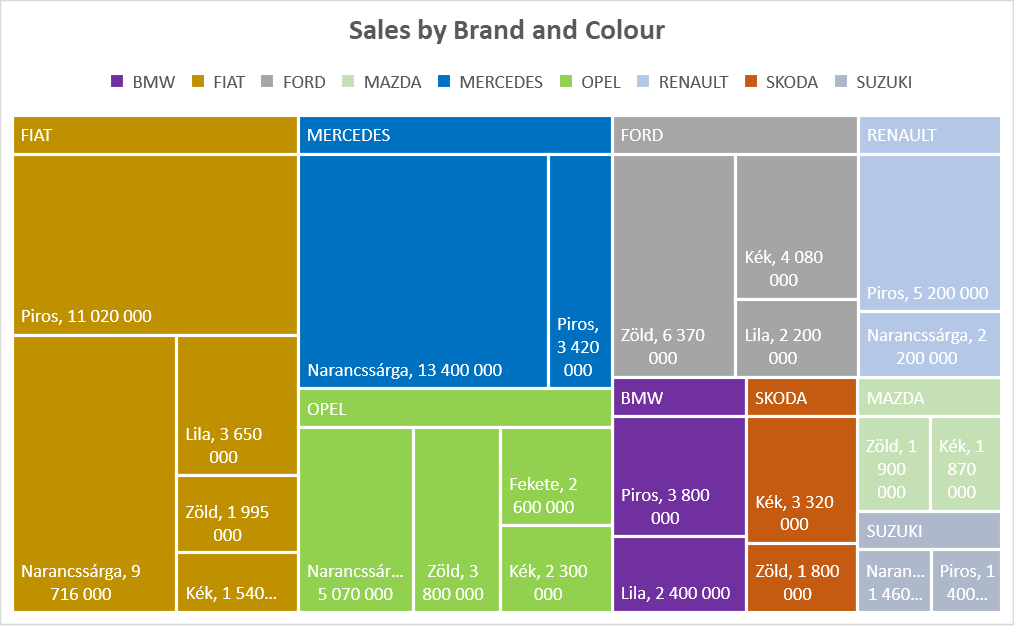 Sales by Brand and Colour
BMW FIAT FORD MAZDA MERCEDES OPEL RENAULT SKODA SUZUKI
FIAT
Piros, 11 020 000
Narancssárga, 9
716 000
Lila, 3 650
000
Zöld, 1 995
000
Kék, 1 540...
MERCEDES
Narancssárga, 13 400 000
Piros,
3 420
000
OPEL
Narancssár...
5 070 000
Zöld, 3
800 000
Fekete, 2
600 000
Kék, 2 300
000
FORD
Zöld, 6 370
000
Kék, 4 080
000
Lila, 2 200
000
BMW
Piros, 3 800
000
Lila, 2 400 000
SKODA
Kék, 3 320
000
Zöld, 1 800
000
RENAULT
Piros, 5 200 000
Narancssárga, 2
200 000
MAZDA
Zöld, 1
900
000
Kék, 1
870
000
SUZUKI
Naran...
1 460...
Piros, 1
400...